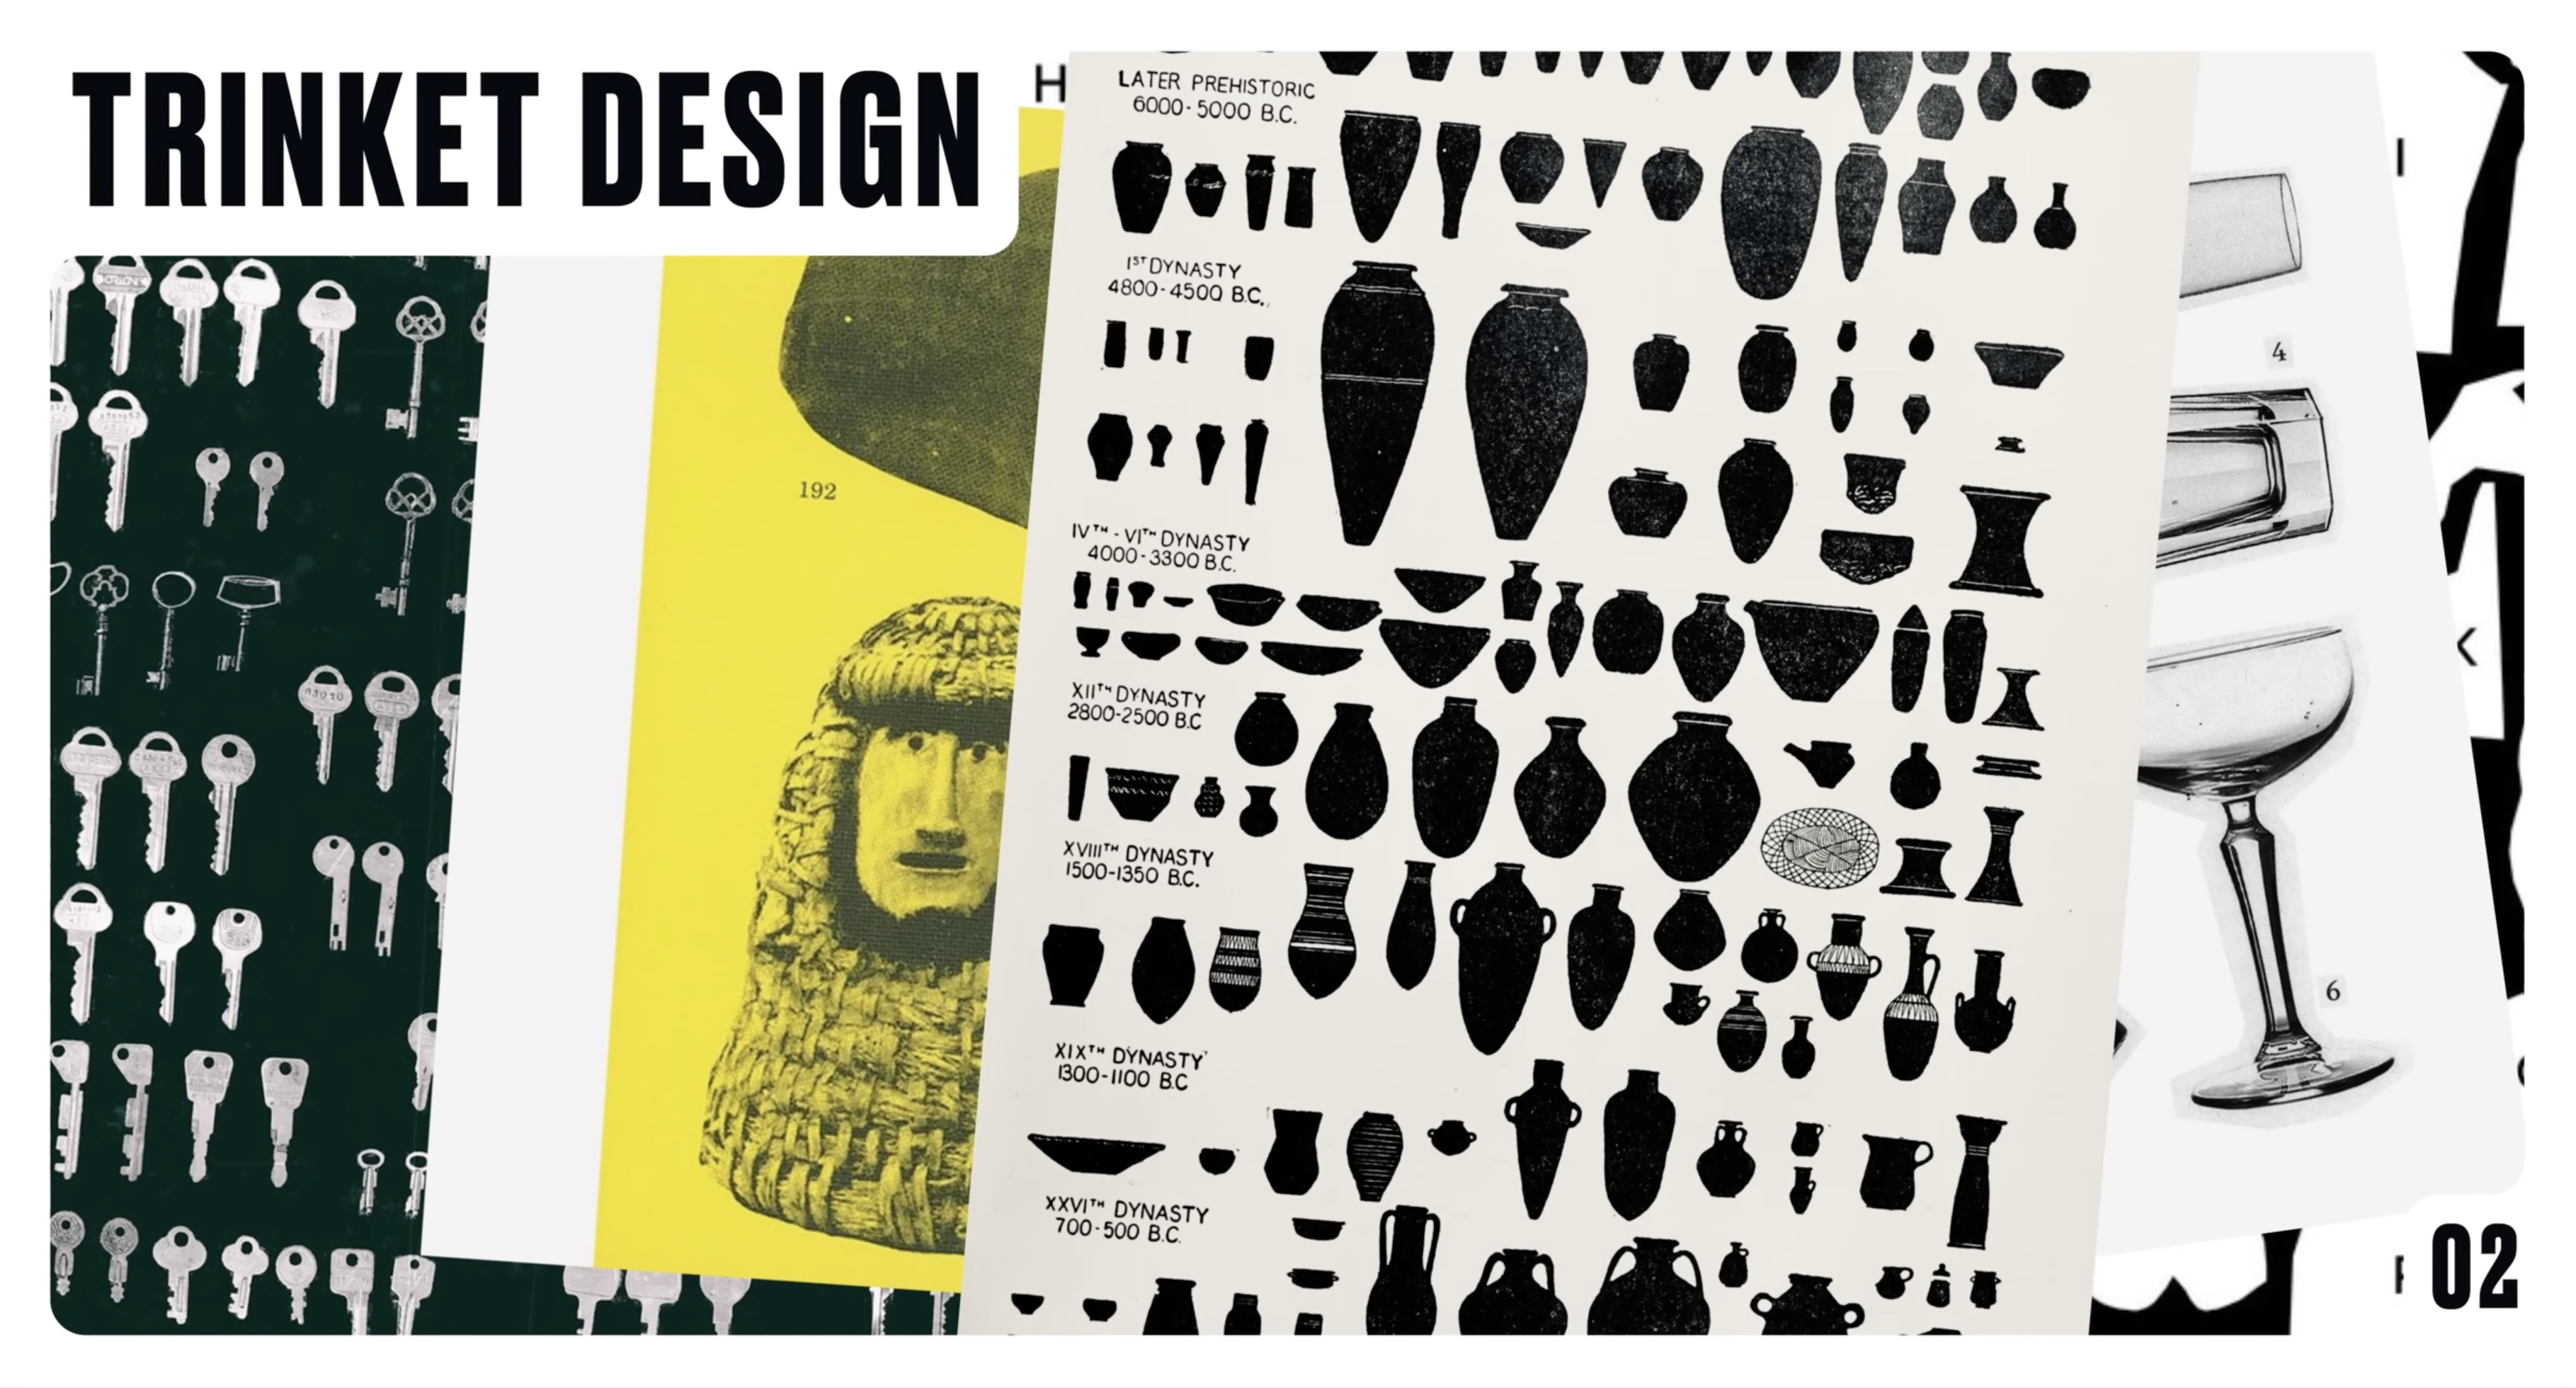 TRINKET DESIGN
H
192
LATER PREHISTORIC
6000-5000 B.C.
1ST DYNASTY
4800-4500 B.C.
IVTH - VITH DYNASTY
4000-3300 B.C.
XIITH DYNASTY
2800-2500 B.C
XVIIITH DYNASTY
1500-1350 B.C.
XIXTH DYNASTY
1300-1100 B.C
XXVITH DYNASTY
700-500 B.C.
4
6
K
02